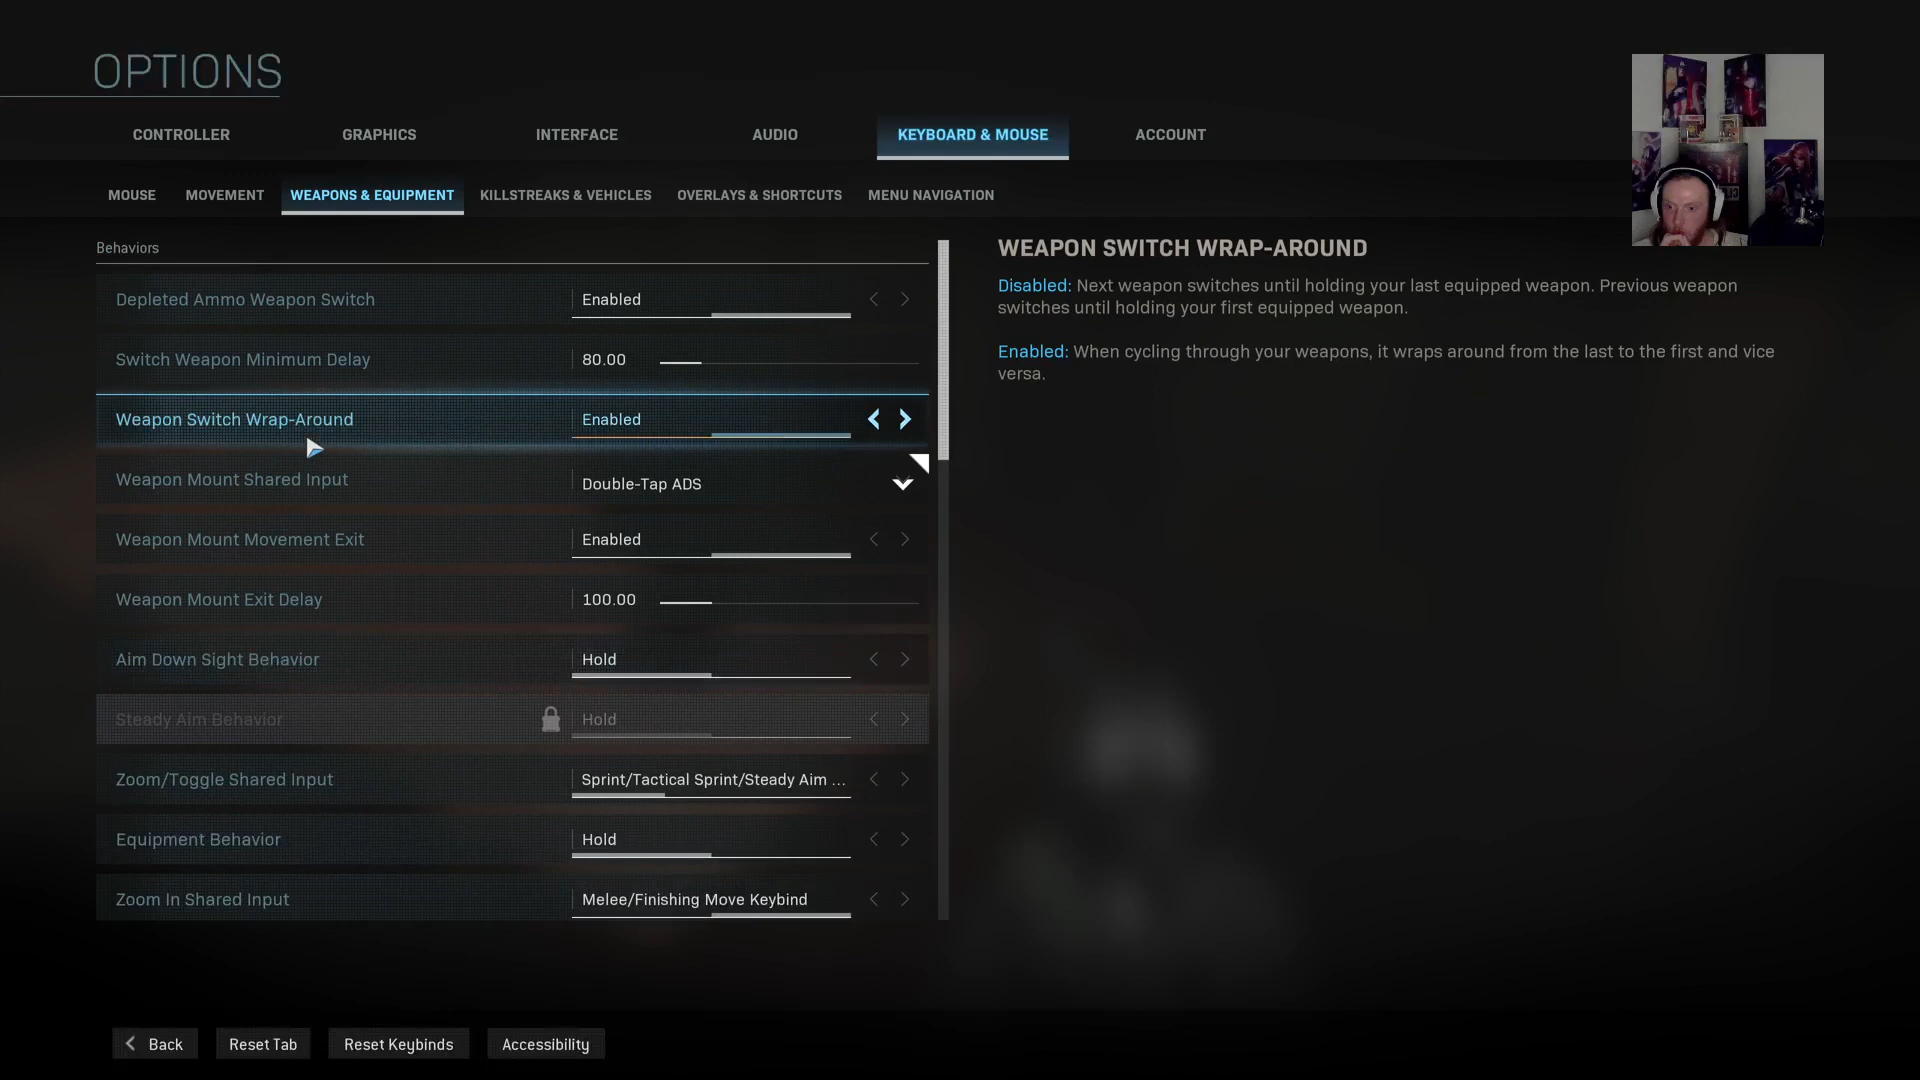 OPTIONS
CONTROLLER GRAPHICS INTERFACE AUDIO KEYBOARD & MOUSE ACCOUNT
MOUSE MOVEMENT WEAPONS & EQUIPMENT KILLSTREAKS & VEHICLES OVERLAYS & SHORTCUTS MENU NAVIGATION
Behaviors
Depleted Ammo Weapon Switch Enabled
Switch Weapon Minimum Delay 80.00
Weapon Switch Wrap-Around Enabled
Weapon Mount Shared Input Double-Tap ADS
Weapon Mount Movement Exit Enabled
Weapon Mount Exit Delay 100.00
Aim Down Sight Behavior Hold
Steady Aim Behavior Hold
Zoom/Toggle Shared Input Sprint/Tactical Sprint/Steady Aim ...
Equipment Behavior Hold
Zoom In Shared Input Melee/Finishing Move Keybind
WEAPON SWITCH WRAP-AROUND
Disabled: Next weapon switches until holding your last equipped weapon. Previous weapon
switches until holding your first equipped weapon.
Enabled: When cycling through your weapons, it wraps around from the last to the first and vice
versa.
Back Reset Tab Reset Keybinds Accessibility